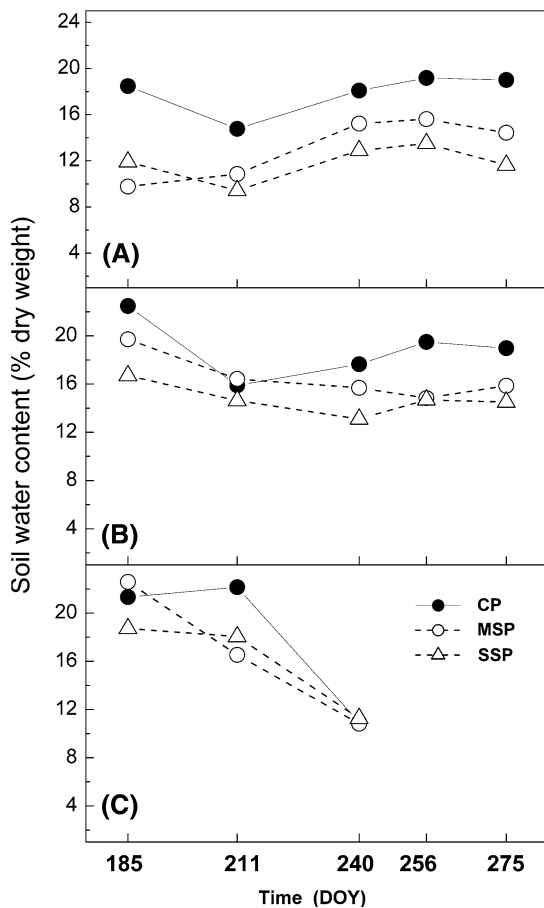 24
20
16
12
8
4
(A)
20
16
12
8
4
(B)
20
16
12
8
4
(C)
CP
MSP
SSP
185 211 240 256 275
Time (DOY)
Soil water content (% dry weight)